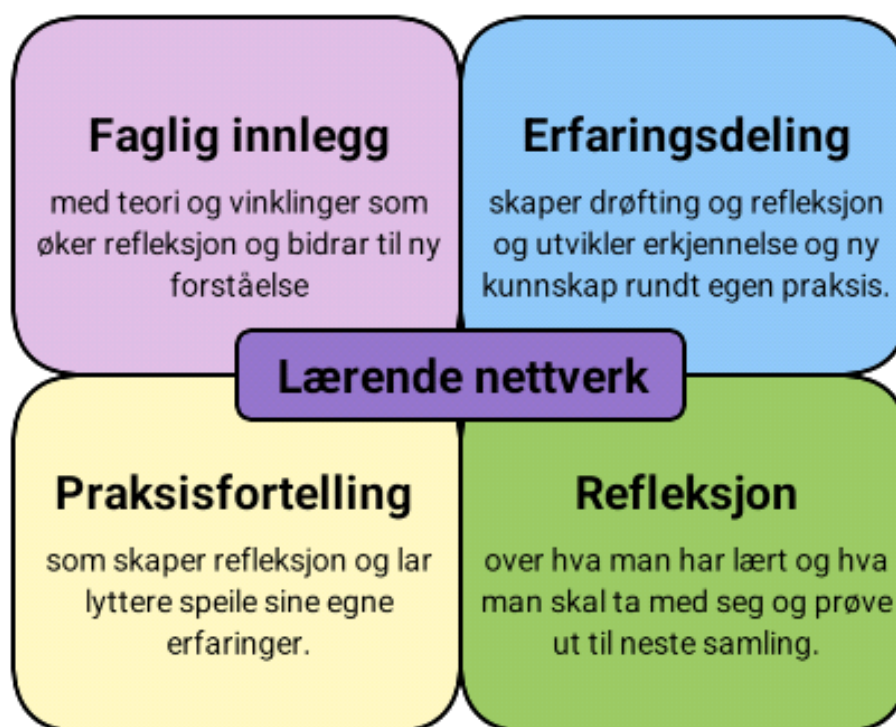 Faglig innlegg
med teori og vinklinger som
øker refleksjon og bidrar til ny
forståelse
Erfaringsdeling
skaper drøfting og refleksjon
og utvikler erkjennelse og ny
kunnskap rundt egen praksis.
Lærende nettverk
Praksisfortelling
som skaper refleksjon og lar
lyttere speile sine egne
erfaringer.
Refleksjon
over hva man har lært og hva
man skal ta med seg og prøve
ut til neste samling.